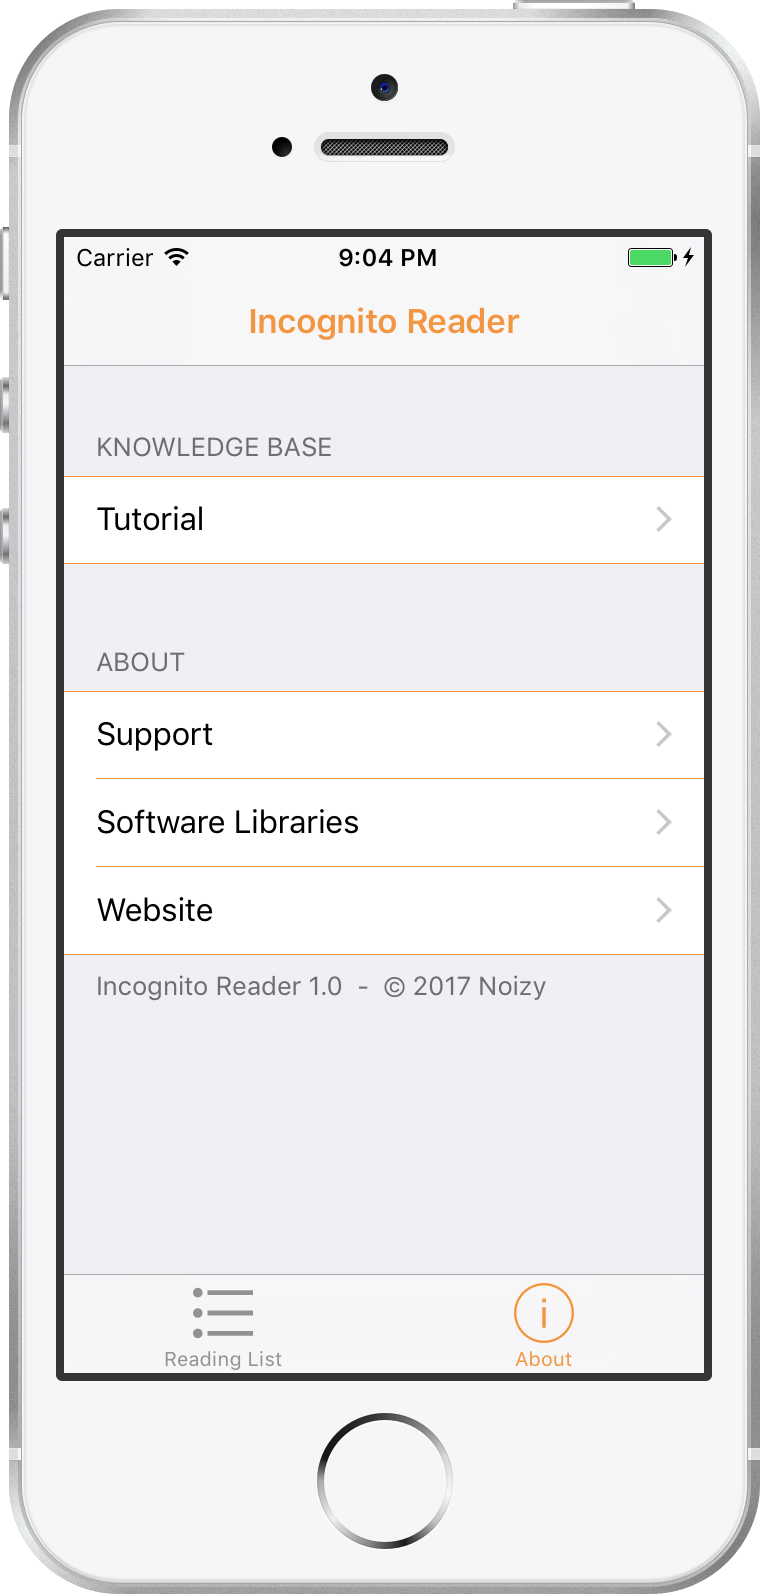 Carrier 9:04 PM
Incognito Reader
KNOWLEDGE BASE
Tutorial
ABOUT
Support
Software Libraries
Website
Incognito Reader 1.0 - © 2017 Noizy
Reading List About